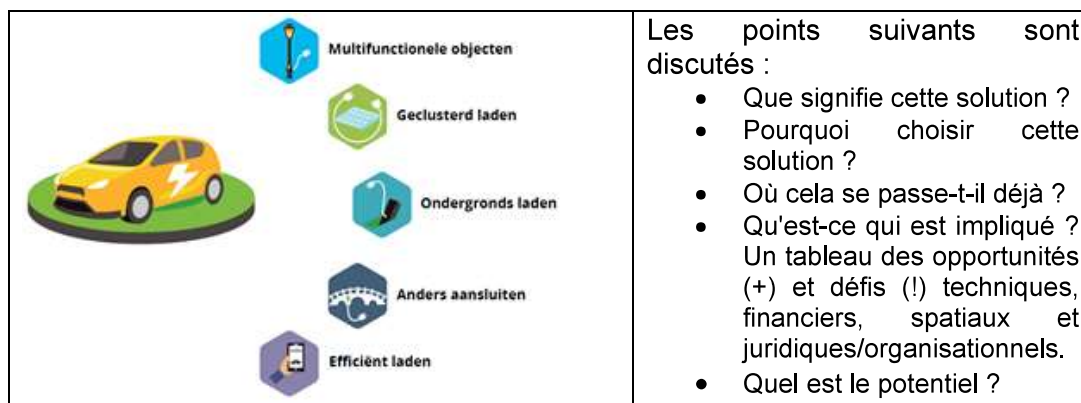 Multifunctionele objecten
Geclusterd laden
Ondergronds laden
Anders aansluiten
Efficiënt laden
Les points suivants sont
discutés :
• Que signifie cette solution ?
• Pourquoi choisir cette
solution ?
• Où cela se passe-t-il déjà ?
• Qu'est-ce qui est impliqué ?
Un tableau des opportunités
(+) et défis (!) techniques,
financiers, spatiaux et
juridiques/organisationnels.
• Quel est le potentiel ?